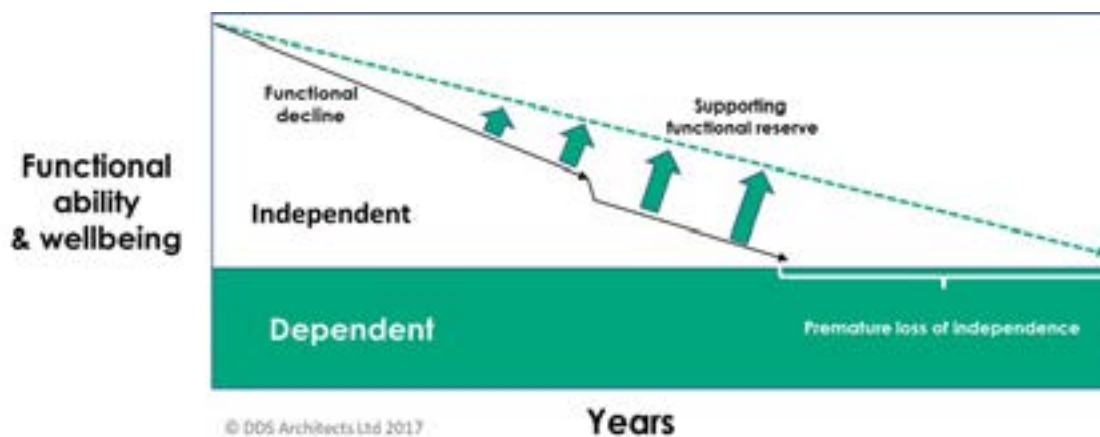 Functional
decline
Supporting
functional reserve
Functional
ability
& wellbeing
Independent
Dependent
Premature loss of independence
© DDS Architects Ltd 2017
Years